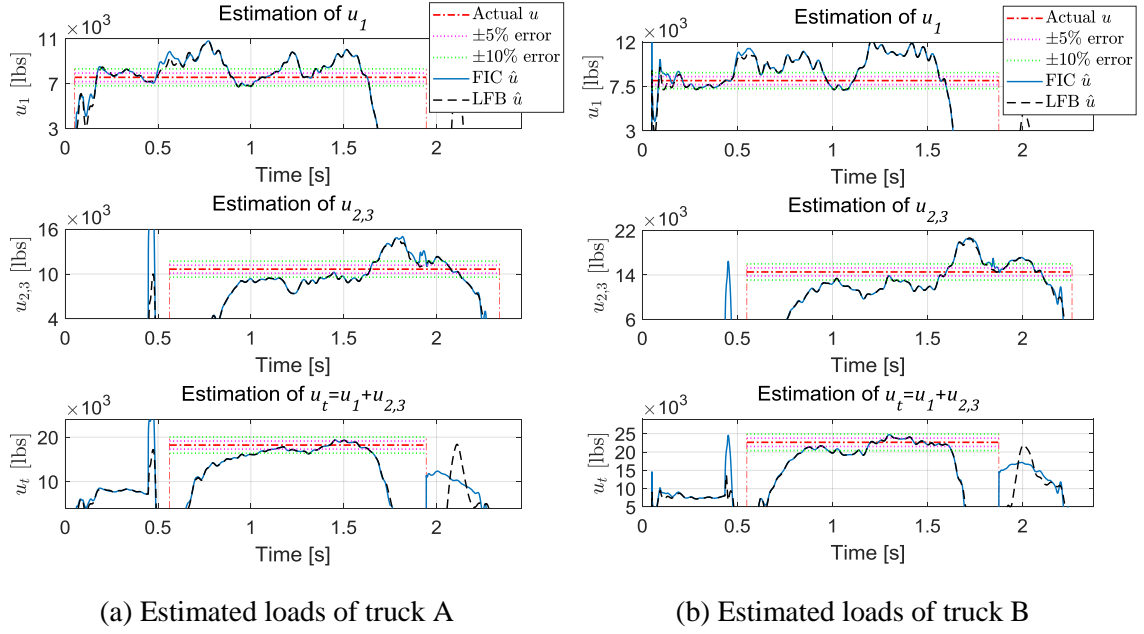 Estimation of u1
×10^3
11
7
3
u1 [lbs]
0 0.5 1 1.5 2
Time [s]
Actual u
±5% error
±10% error
FIC û
LFB û
Estimation of u2,3
×10^3
16
10
4
u2,3 [lbs]
0 0.5 1 1.5 2
Time [s]
Estimation of ut=u1+u2,3
×10^3
20
10
ut [lbs]
0 0.5 1 1.5 2
Time [s]
(a) Estimated loads of truck A
Estimation of u1
×10^3
12
7.5
3
u1 [lbs]
0 0.5 1 1.5 2
Time [s]
Actual u
±5% error
±10% error
FIC û
LFB û
Estimation of u2,3
×10^3
22
14
6
u2,3 [lbs]
0 0.5 1 1.5 2
Time [s]
Estimation of ut=u1+u2,3
×10^3
25
20
15
10
5
ut [lbs]
0 0.5 1 1.5 2
Time [s]
(b) Estimated loads of truck B